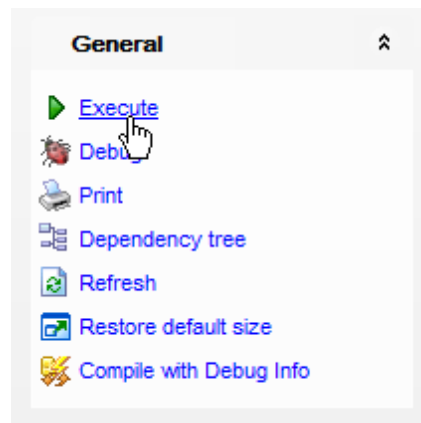 General
Execute
Debug
Print
Dependency tree
Refresh
Restore default size
Compile with Debug Info